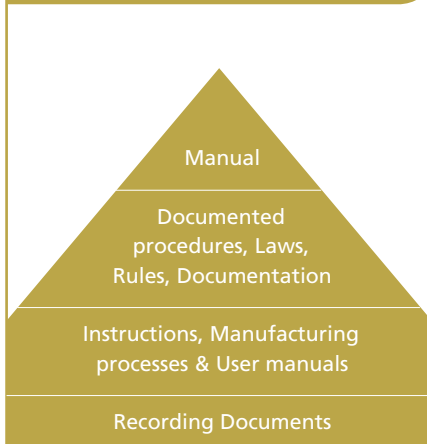 Manual
Documented
procedures, Laws,
Rules, Documentation
Instructions, Manufacturing
processes & User manuals
Recording Documents